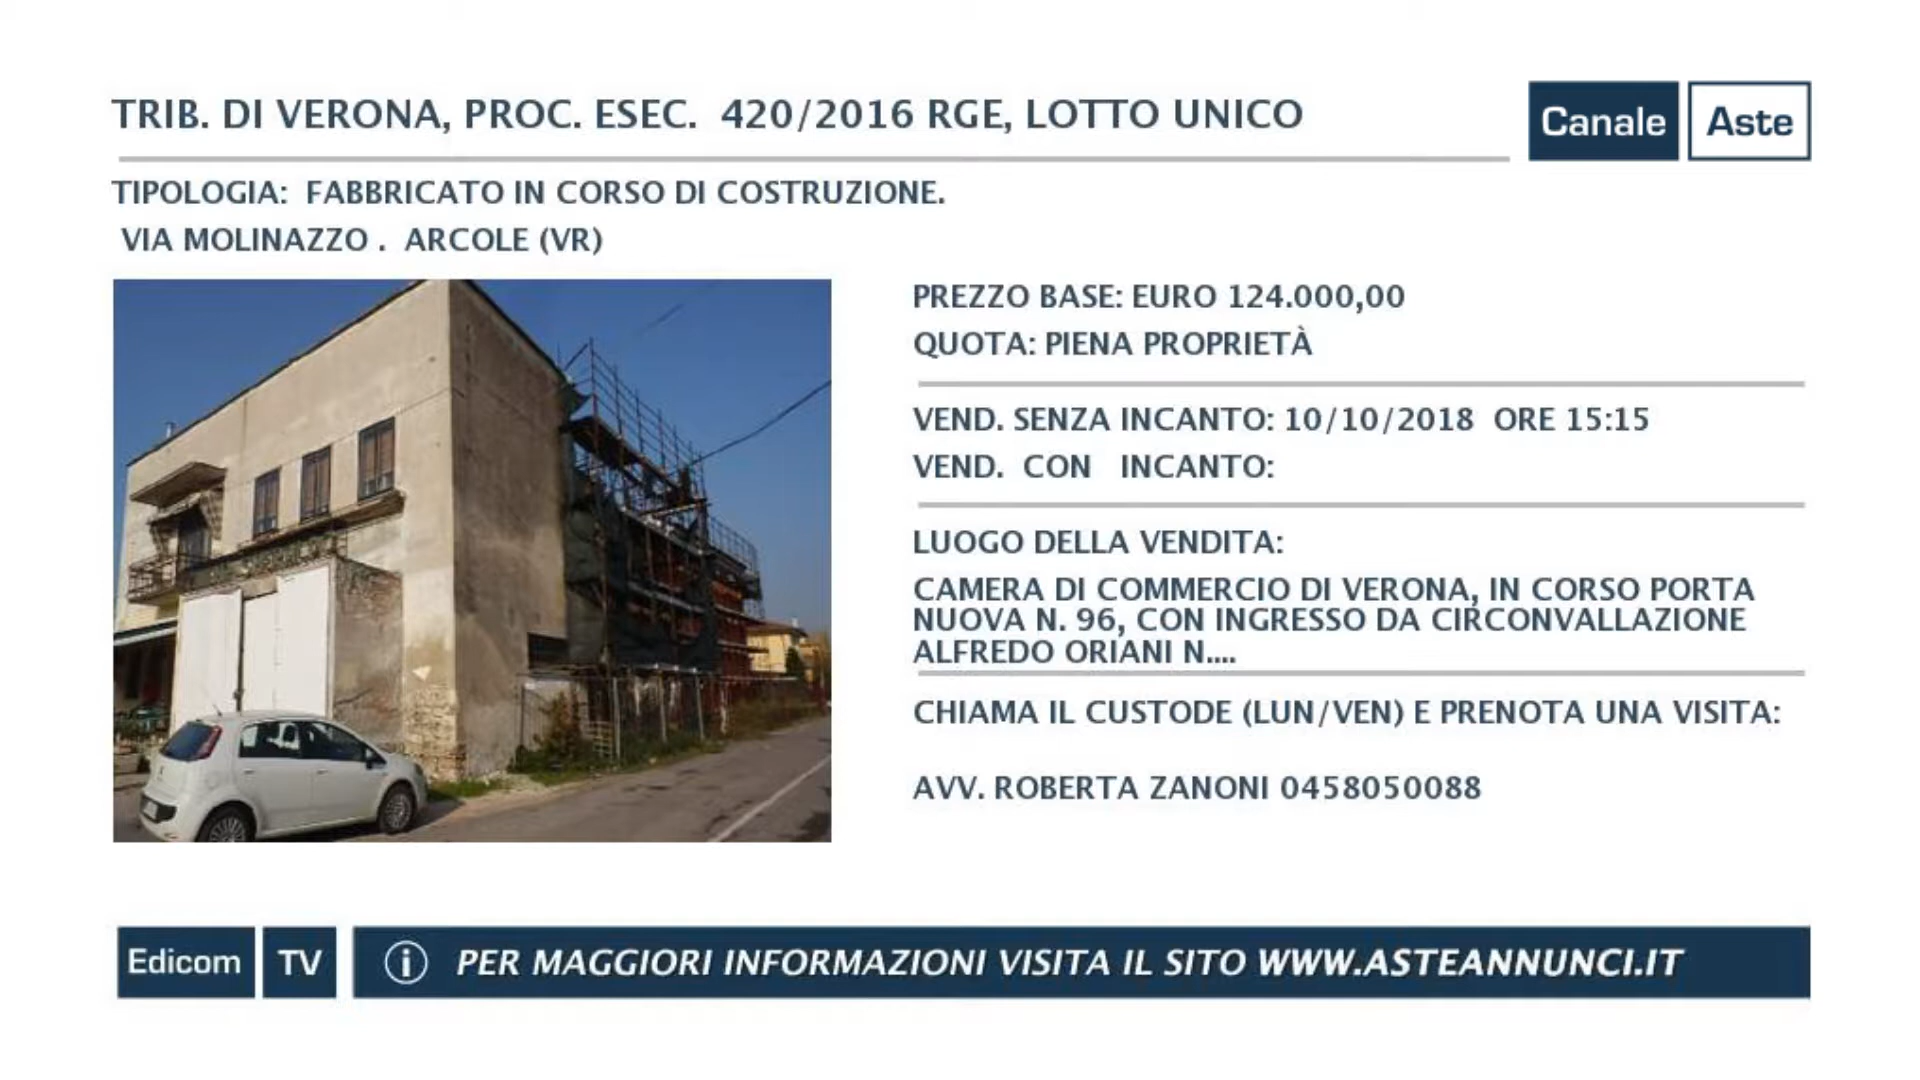 TRIB. DI VERONA, PROC. ESEC. 420/2016 RGE, LOTTO UNICO
Canale Aste
TIPOLOGIA: FABBRICATO IN CORSO DI COSTRUZIONE.
VIA MOLINAZZO . ARCOLE (VR)
PREZZO BASE: EURO 124.000,00
QUOTA: PIENA PROPRIETÀ
VEND. SENZA INCANTO: 10/10/2018 ORE 15:15
VEND. CON INCANTO:
LUOGO DELLA VENDITA:
CAMERA DI COMMERCIO DI VERONA, IN CORSO PORTA
NUOVA N. 96, CON INGRESSO DA CIRCONVALLAZIONE
ALFREDO ORIANI N....
CHIAMA IL CUSTODE (LUN/VEN) E PRENOTA UNA VISITA:
AVV. ROBERTA ZANONI 0458050088
Edicom TV
PER MAGGIORI INFORMAZIONI VISITA IL SITO WWW.ASTEANNUNCI.IT